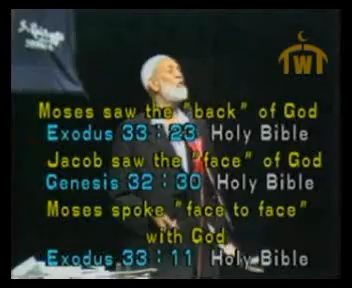 W
Moses saw the "back" of God
Exodus 33:23 Holy Bible
Jacob saw the "face" of God
Genesis 32:30 Holy Bible
Moses spoke "face to face"
with God
Exodus 33:11 Holy Bible